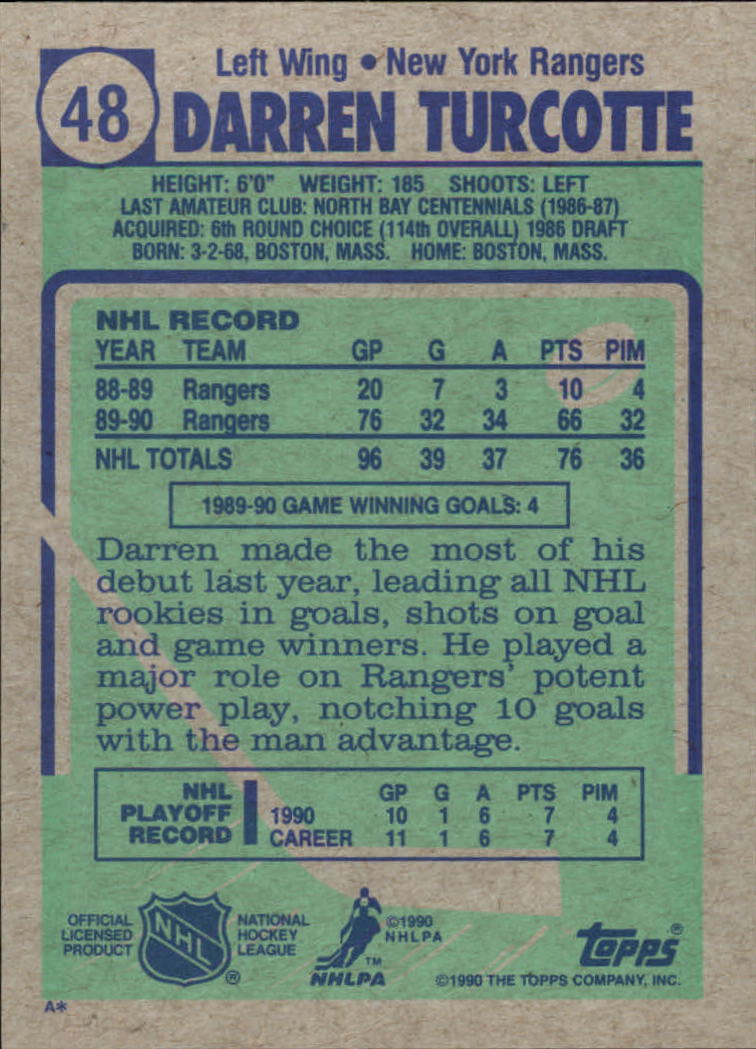 48
Left Wing • New York Rangers
DARREN TURCOTTE
HEIGHT: 6'0" WEIGHT: 185 SHOOTS: LEFT
LAST AMATEUR CLUB: NORTH BAY CENTENNIALS (1986-87)
ACQUIRED: 6th ROUND CHOICE (114th OVERALL) 1986 DRAFT
BORN: 3-2-68, BOSTON, MASS. HOME: BOSTON, MASS.
NHL RECORD
YEAR TEAM GP G A PTS PIM
88-89 Rangers 20 7 3 10 4
89-90 Rangers 76 32 34 66 32
NHL TOTALS 96 39 37 76 36
1989-90 GAME WINNING GOALS: 4
Darren made the most of his
debut last year, leading all NHL
rookies in goals, shots on goal
and game winners. He played a
major role on Rangers' potent
power play, notching 10 goals
with the man advantage.
NHL GP G A PTS PIM
PLAYOFF 1990 10 1 6 7 4
RECORD CAREER 11 1 6 7 4
OFFICIAL
LICENSED
PRODUCT
NHL
®
NATIONAL
HOCKEY
LEAGUE
TM
NHLPA
©1990
NHLPA
TOPPS®
©1990 THE TOPPS COMPANY, INC.
A*